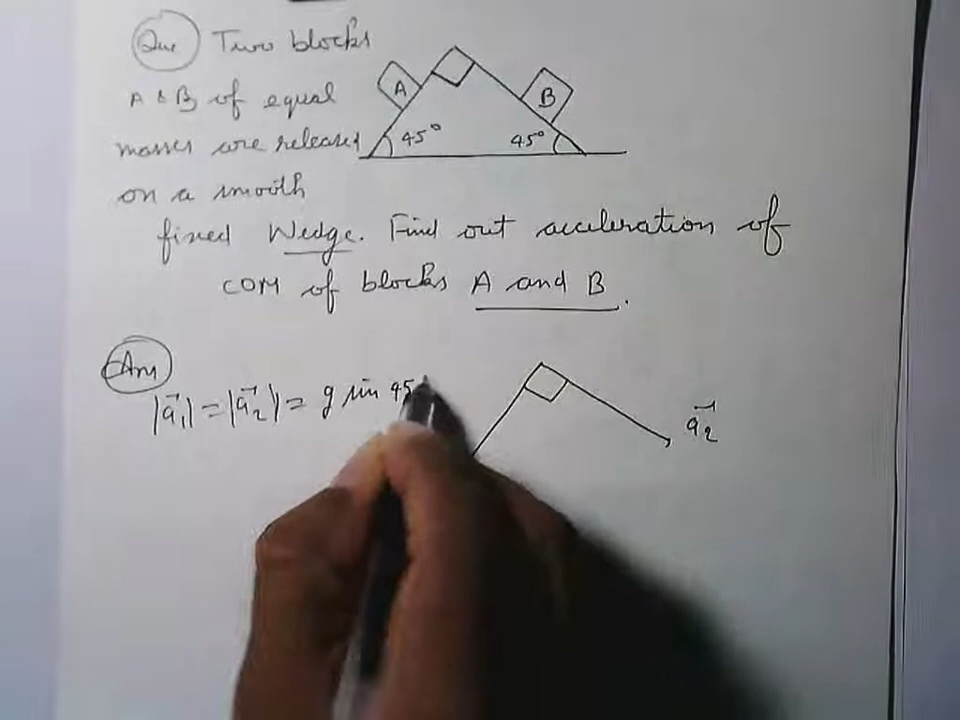 Que Two blocks
A & B of equal
masses are released
on a smooth
fixed Wedge. Find out acceleration of
COM of blocks A and B.
A
B
45°
45°
Ans
|a⃗₁| = |a⃗₂| = g sin 45
a⃗₂